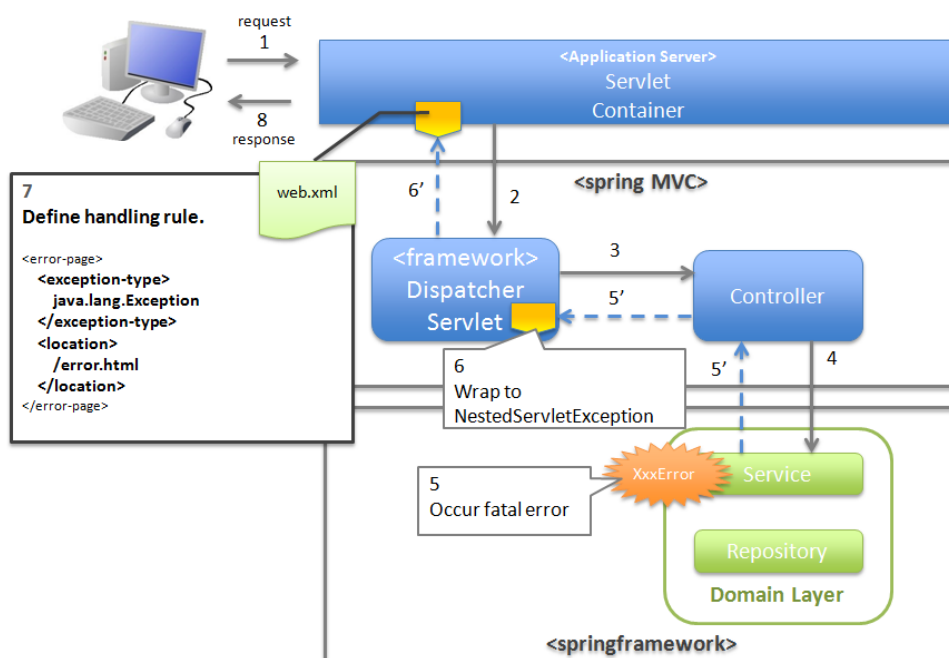 request
1
8
response
<Application Server>
Servlet
Container
web.xml
7
Define handling rule.
<error-page>
<exception-type>
java.lang.Exception
</exception-type>
<location>
/error.html
</location>
</error-page>
6’
2
<spring MVC>
<framework>
Dispatcher
Servlet
3
5’
Controller
6
Wrap to
NestedServletException
5’
4
5
Occur fatal error
XxxError
Service
Repository
Domain Layer
<springframework>